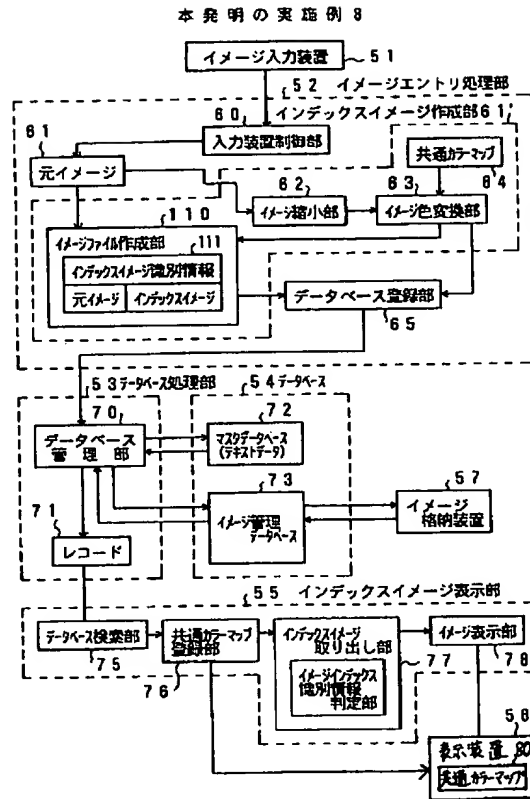 本発明の実施例8
イメージ入力装置
51
52
イメージエントリ処理部
インデックスイメージ作成部61'
60
入力装置制御部
61
元イメージ
共通カラーマップ
64
62
イメージ縮小部
63
イメージ色変換部
110
イメージファイル作成部
111
インデックスイメージ識別情報
元イメージ
インデックスイメージ
データベース登録部
65
53データベース処理部
54データベース
70
データベース
管理部
72
マスタデータベース
(テキストデータ)
73
イメージ管理
データベース
57
イメージ
格納装置
71
レコード
55
インデックスイメージ表示部
データベース検索部
75
共通カラーマップ
登録部
76
インデックスイメージ
取り出し部
イメージインデックス
識別情報
判定部
77
イメージ表示部
78
56
表示装置
80
共通カラーマップ